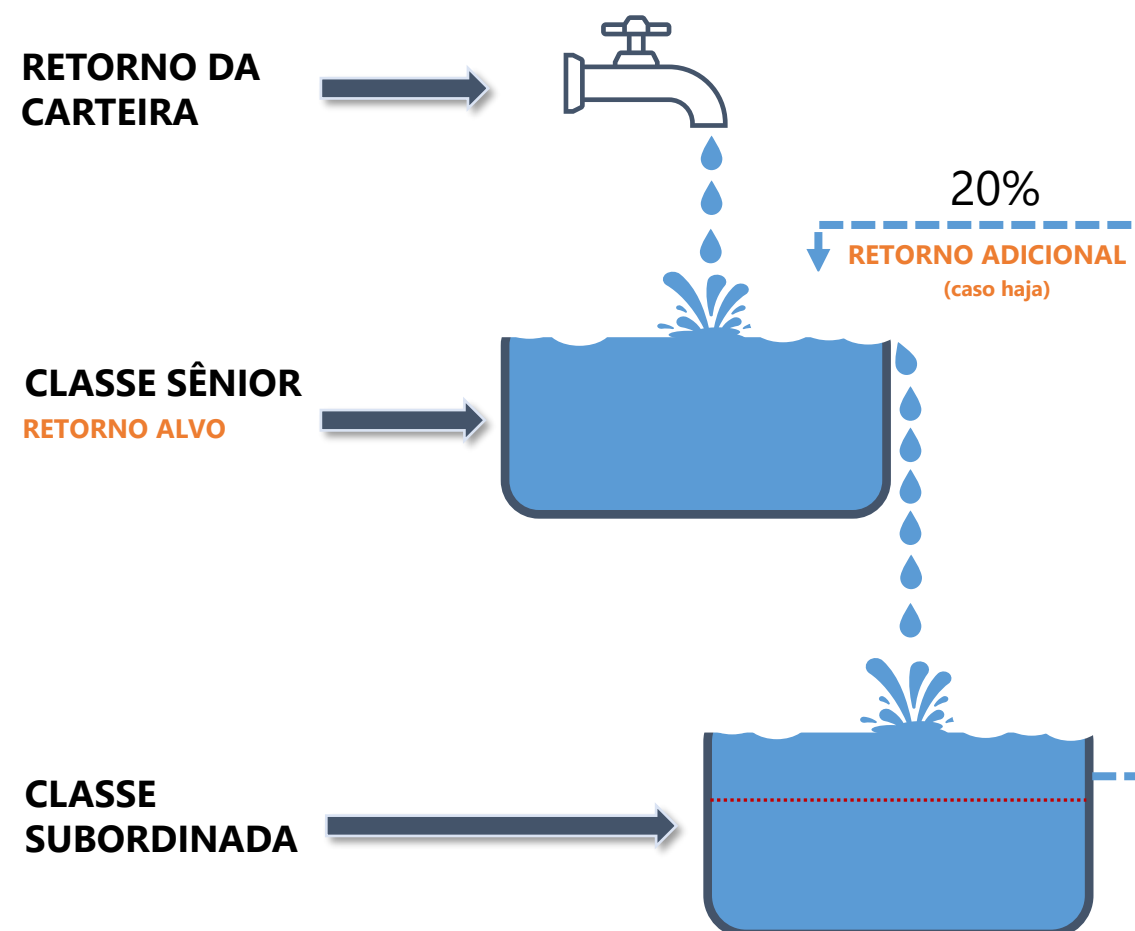 RETORNO DA
CARTEIRA
20%
RETORNO ADICIONAL
(caso haja)
CLASSE SÊNIOR
RETORNO ALVO
CLASSE
SUBORDINADA